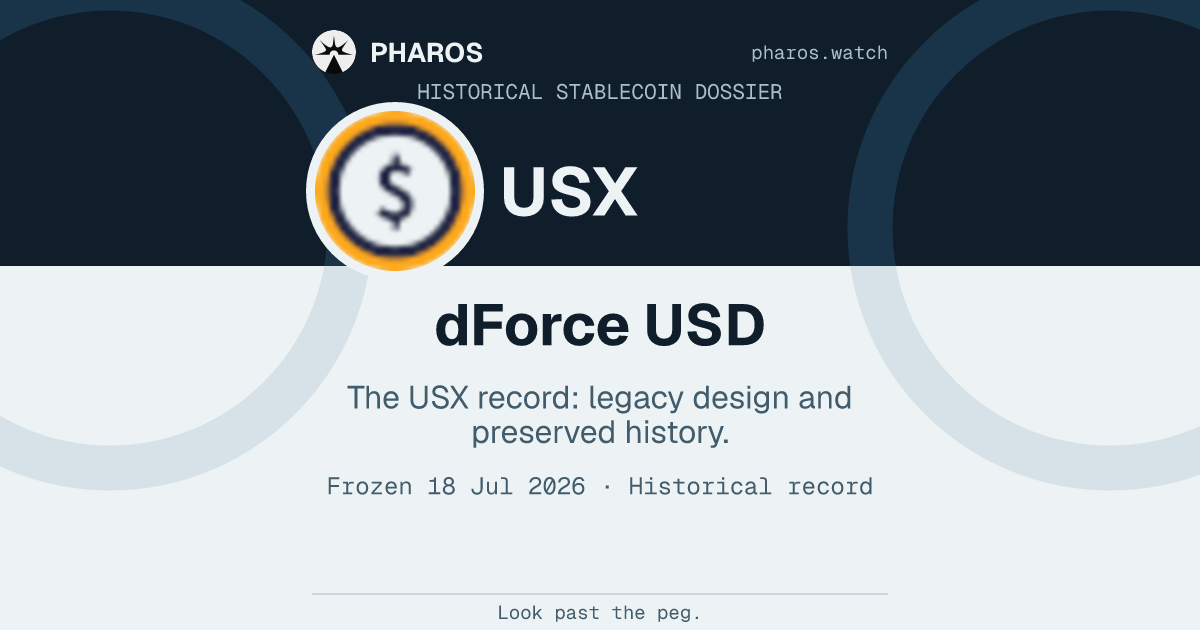 PHAROS
pharos.watch
HISTORICAL STABLECOIN DOSSIER
$
USX
dForce USD
The USX record: legacy design and
preserved history.
Frozen 18 Jul 2026 · Historical record
Look past the peg.